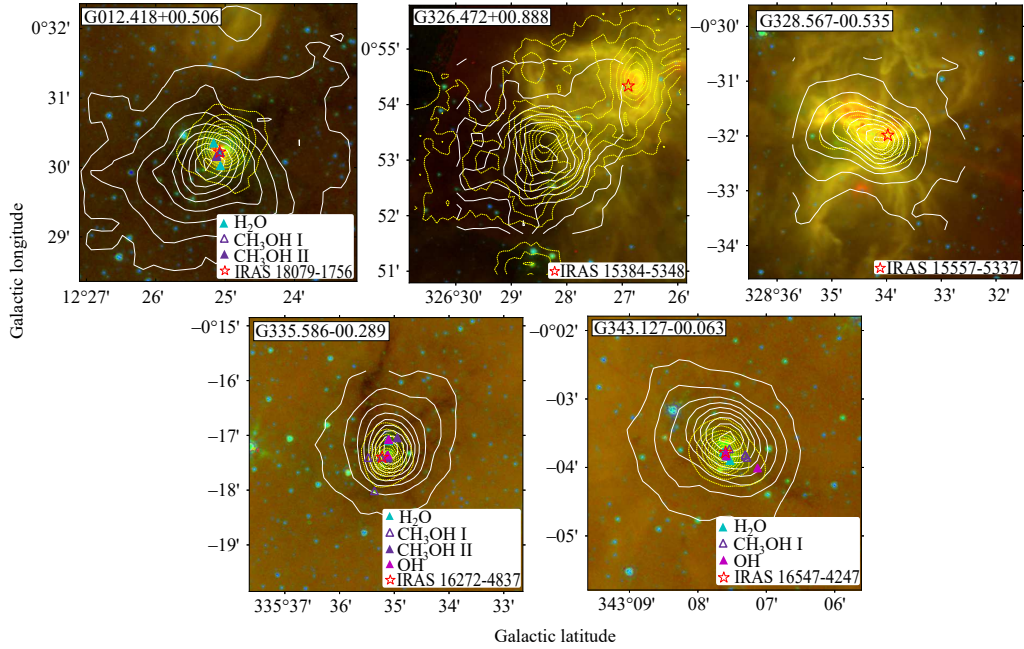 G012.418+00.506
0°32'
31'
30'
29'
12°27'
26'
25'
24'
H₂O
CH₃OH I
CH₃OH II
IRAS 18079-1756
G326.472+00.888
0°55'
54'
53'
52'
51'
326°30'
29'
28'
27'
26'
IRAS 15384-5348
G328.567-00.535
−0°30'
−31'
−32'
−33'
−34'
328°36'
35'
34'
33'
32'
IRAS 15557-5337
Galactic longitude
G335.586-00.289
−0°15'
−16'
−17'
−18'
−19'
335°37'
36'
35'
34'
33'
H₂O
CH₃OH I
CH₃OH II
OH
IRAS 16272-4837
G343.127-00.063
−0°02'
−03'
−04'
−05'
343°09'
08'
07'
06'
H₂O
CH₃OH I
OH
IRAS 16547-4247
Galactic latitude